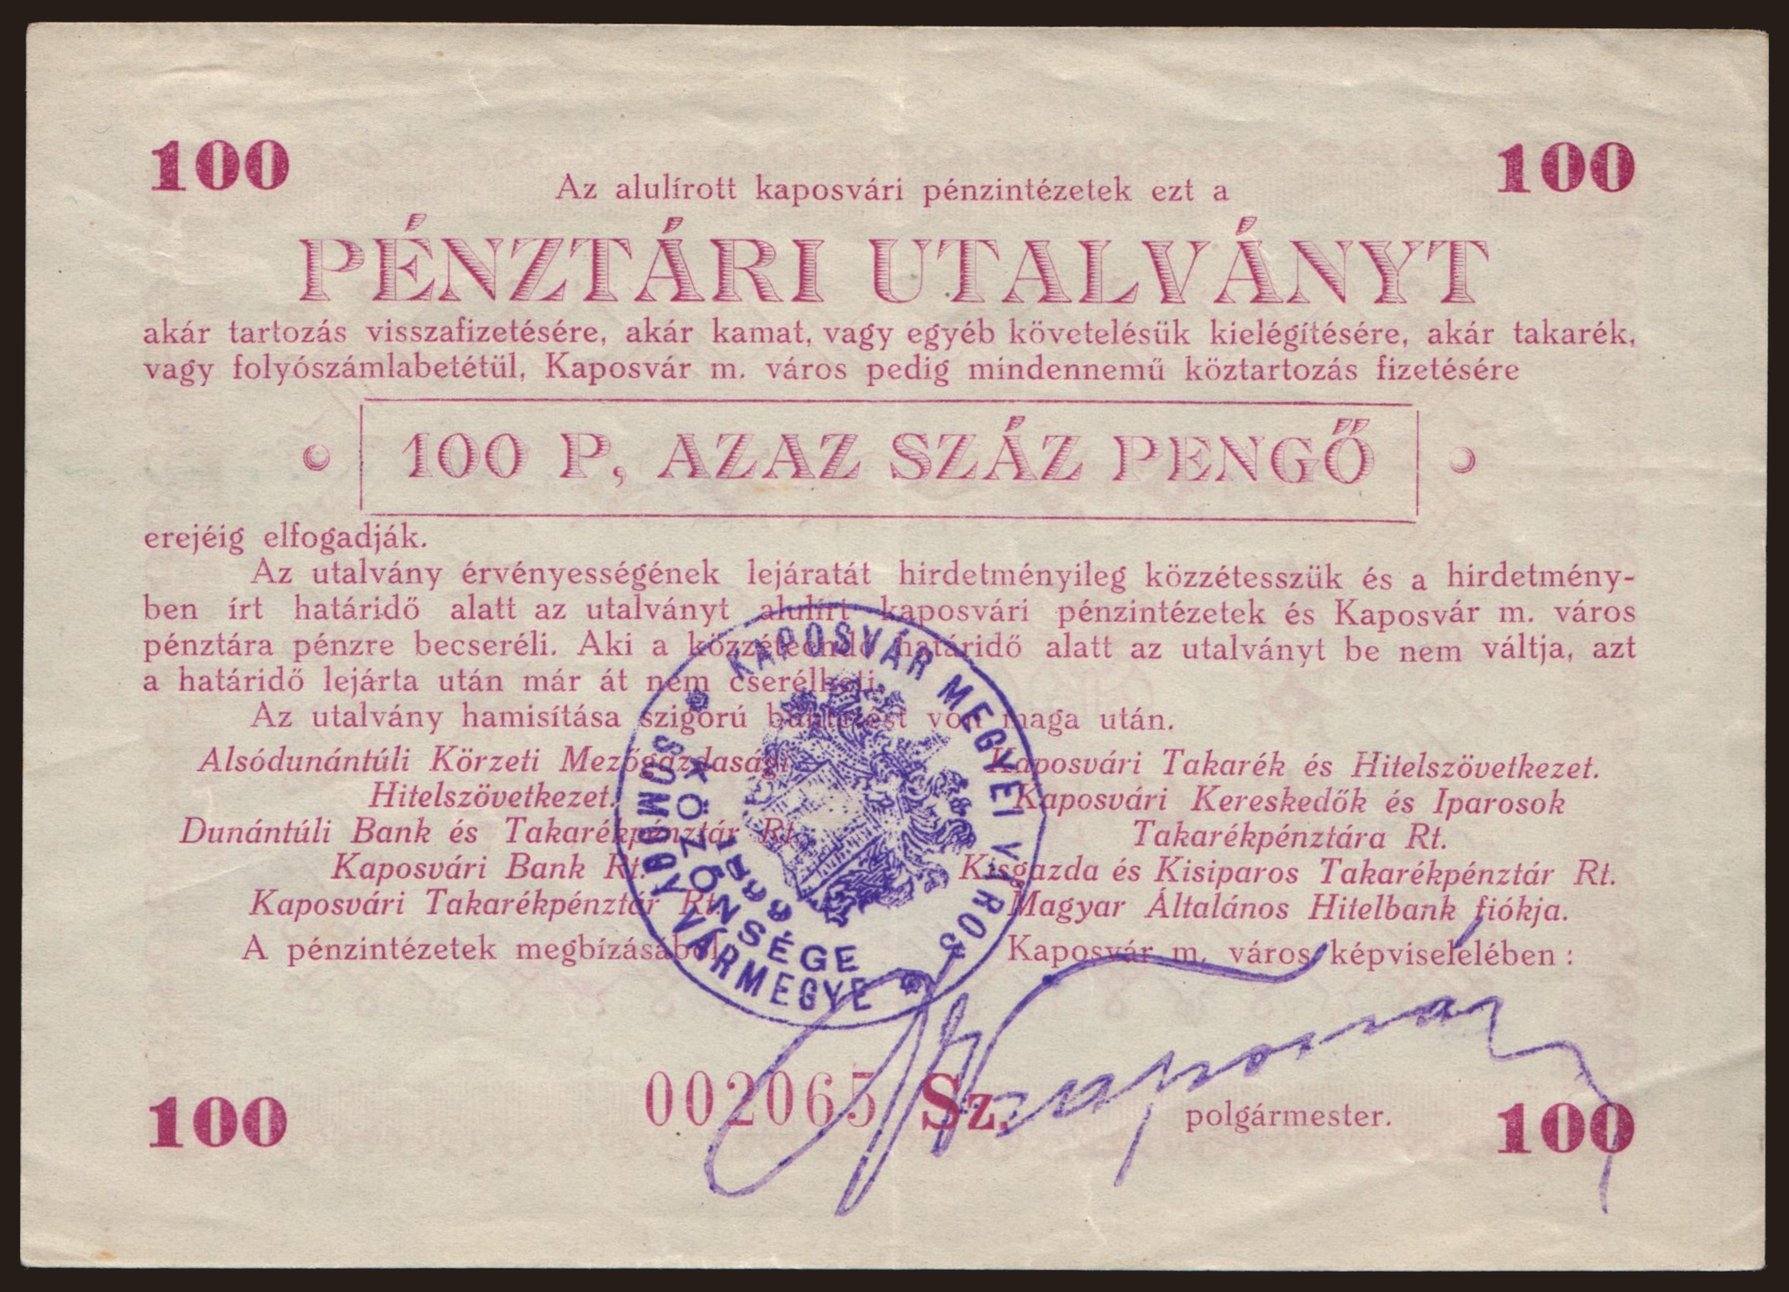 100
100
Az alulírott kaposvári pénzintézetek ezt a
PÉNZTÁRI UTALVÁNYT
akár tartozás visszafizetésére, akár kamat, vagy egyéb követelésük kielégítésére, akár takarék,
vagy folyószámlabetétül, Kaposvár m. város pedig mindennemű köztartozás fizetésére
100 P, AZAZ SZÁZ PENGŐ
erejéig elfogadják.
Az utalvány érvényességének lejáratát hirdetményileg közzétesszük és a hirdetmény-
ben írt határidő alatt az utalványt alulírt kaposvári pénzintézetek és Kaposvár m. város
pénztára pénzre becseréli. Aki a közzéteendő határidő alatt az utalványt be nem váltja, azt
a határidő lejárta után már át nem cserélheti.
Az utalvány hamisítása szigorú büntetést von maga után.
Alsódunántúli Körzeti Mezőgazdasági
Hitelszövetkezet.
Dunántúli Bank és Takarékpénztár Rt.
Kaposvári Bank Rt.
Kaposvári Takarékpénztár Rt.
A pénzintézetek megbízásából:
Kaposvári Takarék és Hitelszövetkezet.
Kaposvári Kereskedők és Iparosok
Takarékpénztára Rt.
Kisgazda és Kisiparos Takarékpénztár Rt.
Magyar Általános Hitelbank fiókja.
Kaposvár m. város képviseletében :
KAPOSVÁR MEGYEI VÁROS
KÖZÖNSÉGE
SOMOGY VÁRMEGYE
002065
Sz.
polgármester.
100
100